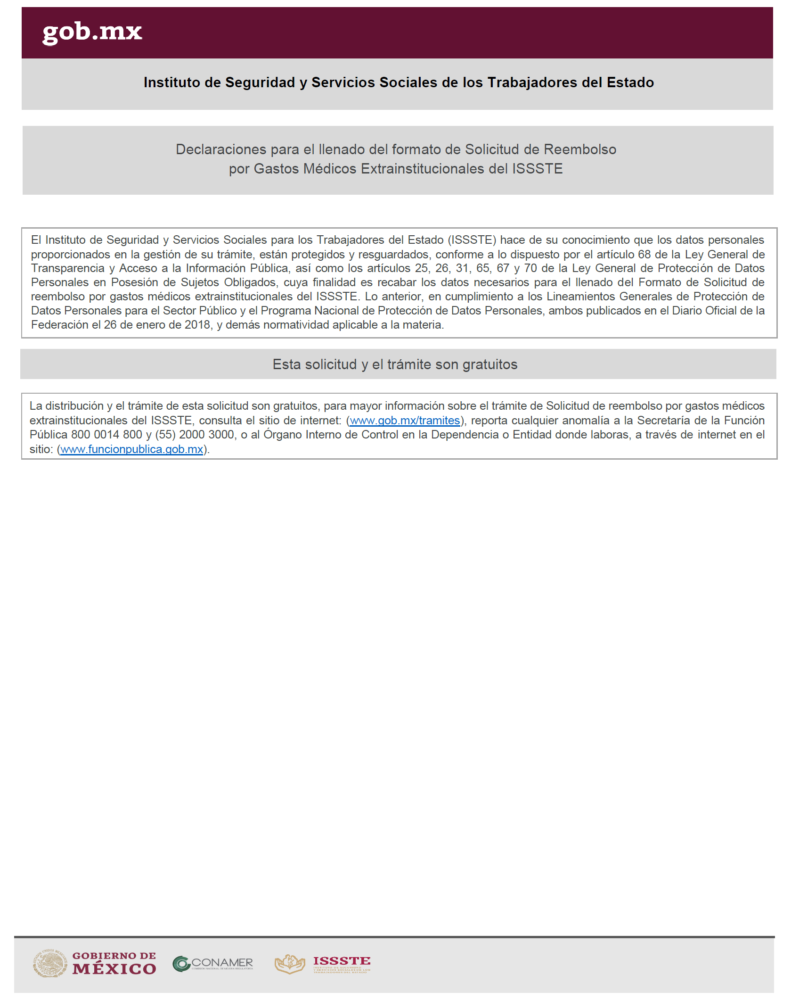 gob.mx
Instituto de Seguridad y Servicios Sociales de los Trabajadores del Estado
Declaraciones para el llenado del formato de Solicitud de Reembolso
por Gastos Médicos Extrainstitucionales del ISSSTE
El Instituto de Seguridad y Servicios Sociales para los Trabajadores del Estado (ISSSTE) hace de su conocimiento que los datos personales
proporcionados en la gestión de su trámite, están protegidos y resguardados, conforme a lo dispuesto por el artículo 68 de la Ley General de
Transparencia y Acceso a la Información Pública, así como los artículos 25, 26, 31, 65, 67 y 70 de la Ley General de Protección de Datos
Personales en Posesión de Sujetos Obligados, cuya finalidad es recabar los datos necesarios para el llenado del Formato de Solicitud de
reembolso por gastos médicos extrainstitucionales del ISSSTE. Lo anterior, en cumplimiento a los Lineamientos Generales de Protección de
Datos Personales para el Sector Público y el Programa Nacional de Protección de Datos Personales, ambos publicados en el Diario Oficial de la
Federación el 26 de enero de 2018, y demás normatividad aplicable a la materia.
Esta solicitud y el trámite son gratuitos
La distribución y el trámite de esta solicitud son gratuitos, para mayor información sobre el trámite de Solicitud de reembolso por gastos médicos
extrainstitucionales del ISSSTE, consulta el sitio de internet: (www.gob.mx/tramites), reporta cualquier anomalía a la Secretaría de la Función
Pública 800 0014 800 y (55) 2000 3000, o al Órgano Interno de Control en la Dependencia o Entidad donde laboras, a través de internet en el
sitio: (www.funcionpublica.gob.mx).
ESTADOS UNIDOS MEXICANOS
GOBIERNO DE
MÉXICO
CONAMER
COMISIÓN NACIONAL DE MEJORA REGULATORIA
ISSSTE
INSTITUTO DE SEGURIDAD
Y SERVICIOS SOCIALES DE LOS
TRABAJADORES DEL ESTADO